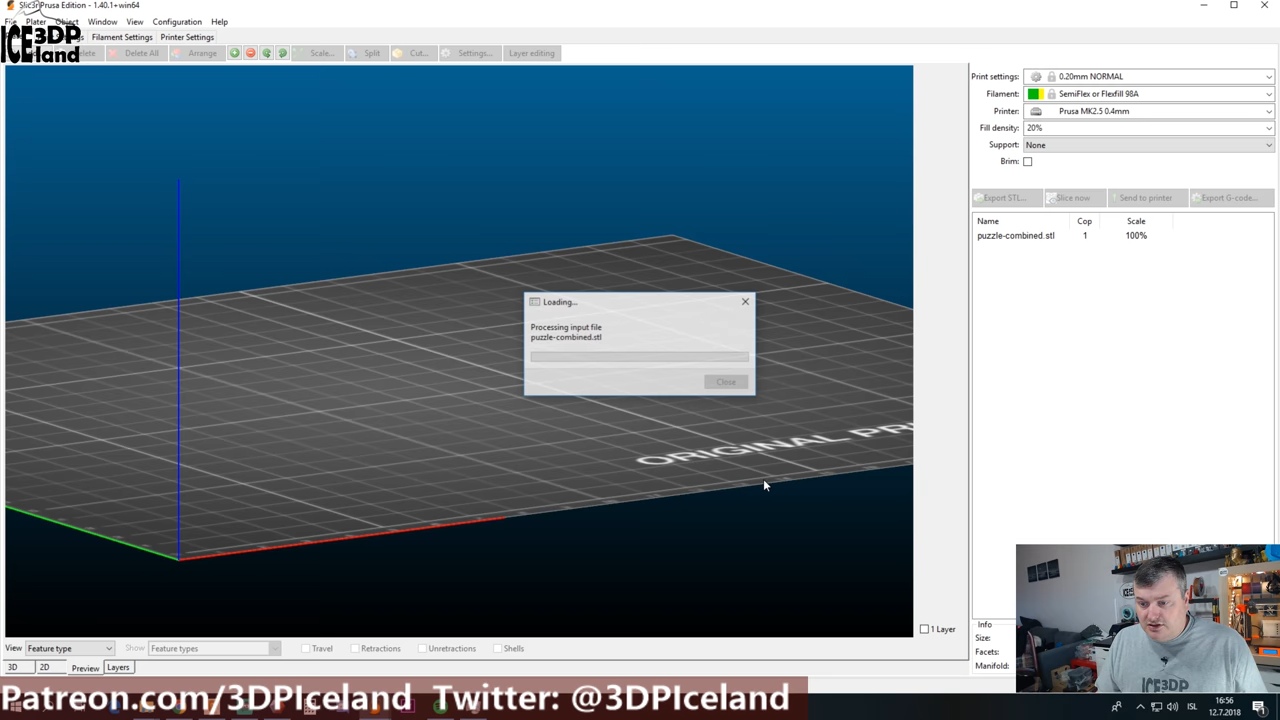 Slic3r Prusa Edition - 1.40.1+win64
File Plater Object Window View Configuration Help
ICE3DP
land
Filament Settings Printer Settings
Delete Delete All Arrange Scale... Split Cut... Settings... Layer editing
Print settings: 0.20mm NORMAL
Filament: SemiFlex or Flexfill 98A
Printer: Prusa MK2.5 0.4mm
Fill density: 20%
Support: None
Brim:
Export STL... Slice now Send to printer Export G-code...
Name Cop Scale
puzzle-combined.stl 1 100%
Loading...
Processing input file
puzzle-combined.stl
Close
ORIGINAL PR
1 Layer
Info
Size:
Facets:
Manifold:
View Feature type Show Feature types Travel Retractions Unretractions Shells
3D 2D Preview Layers
ICE3DP
land
Patreon.com/3DPIceland Twitter: @3DPIceland
ISL 16:56
12.7.2018